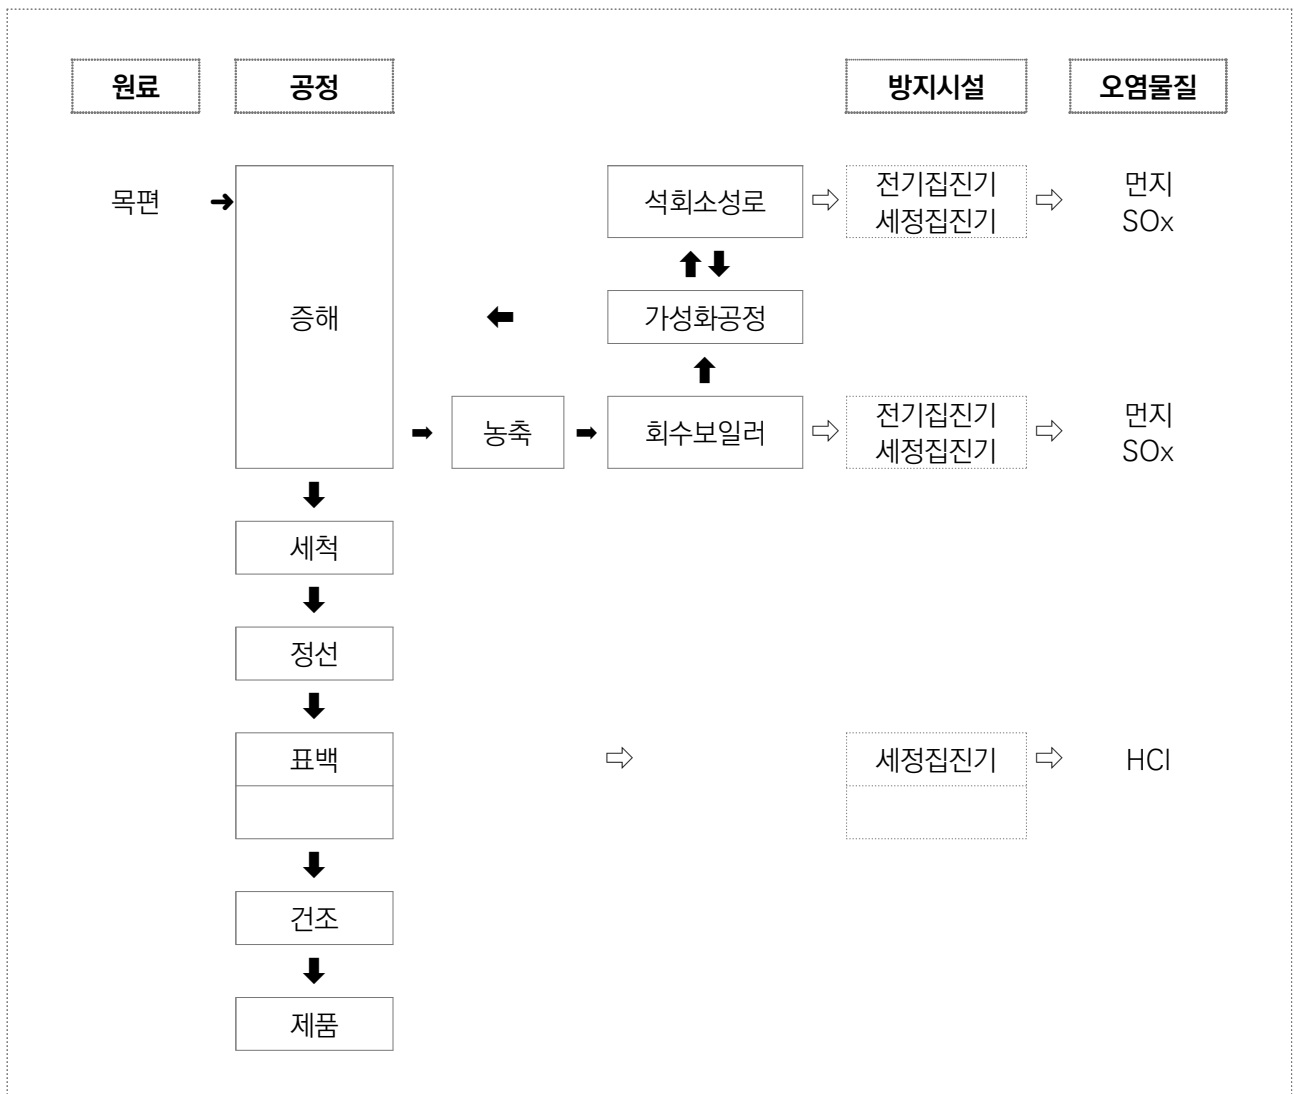 원료
공정
방지시설
오염물질
목편
증해
석회소성로
전기집진기
세정집진기
먼지
SOx
가성화공정
농축
회수보일러
전기집진기
세정집진기
먼지
SOx
세척
정선
표백
세정집진기
HCl
건조
제품